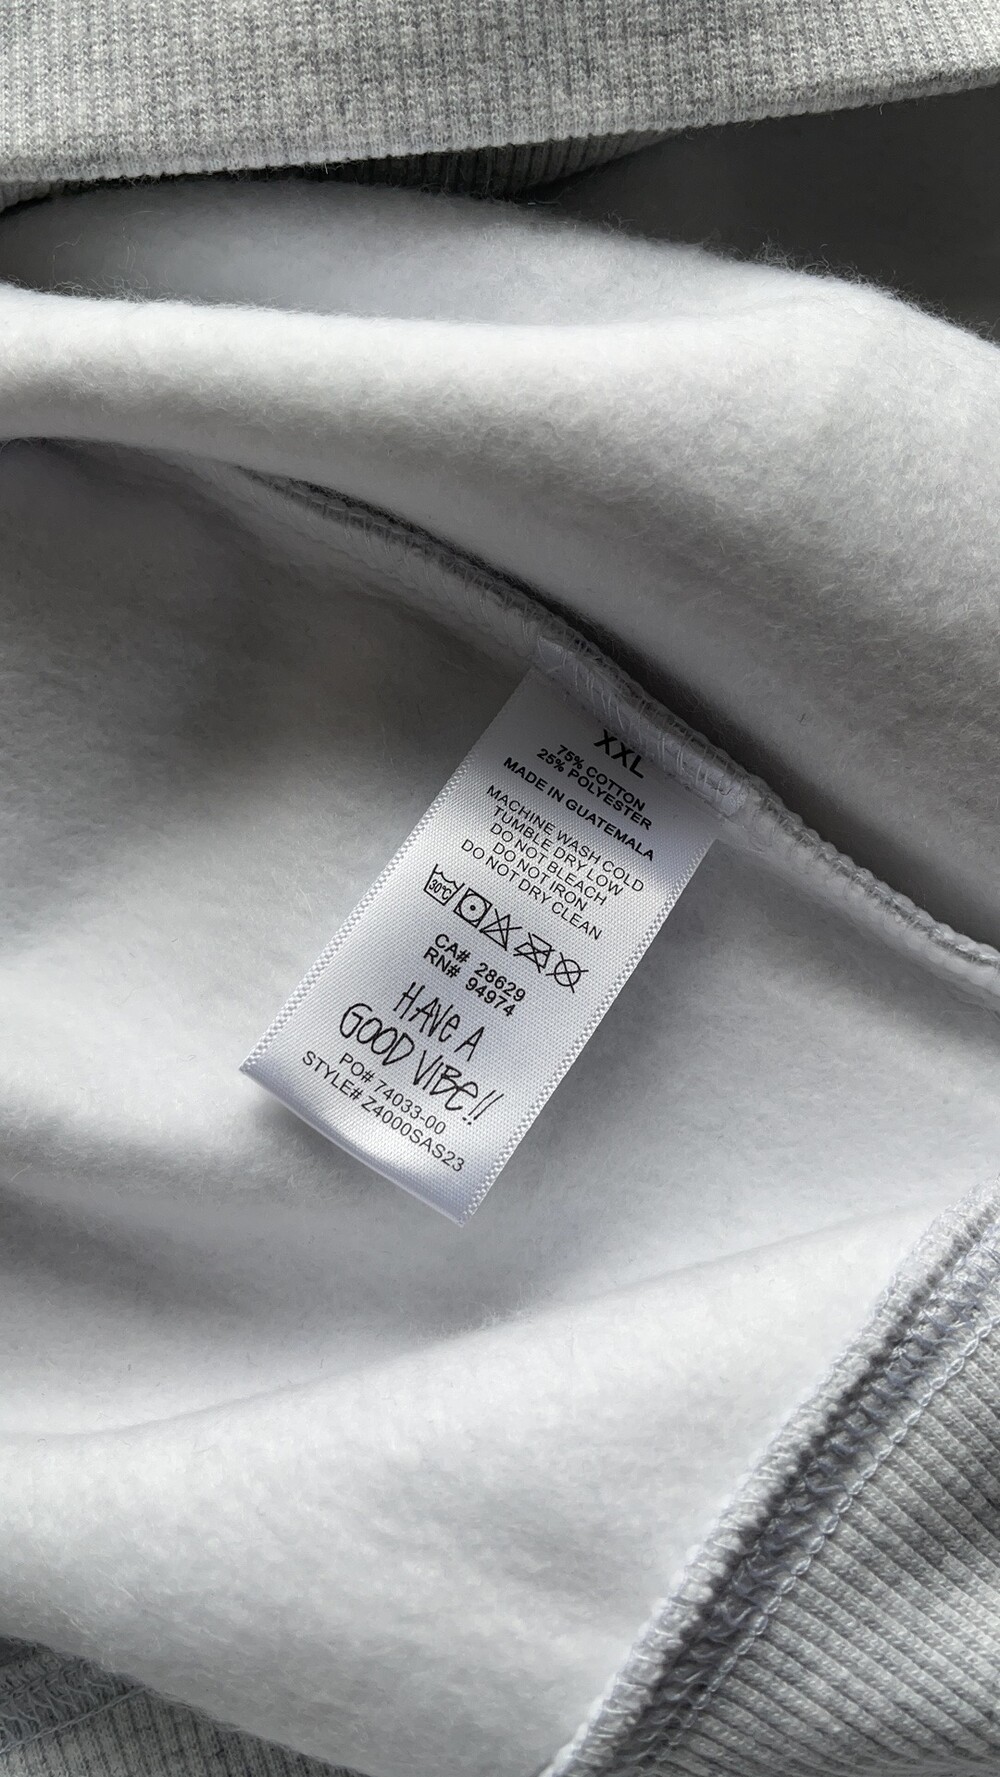 XXL
75% COTTON
25% POLYESTER
MADE IN GUATEMALA
MACHINE WASH COLD
TUMBLE DRY LOW
DO NOT BLEACH
DO NOT IRON
DO NOT DRY CLEAN
30°C
CA# 28629
RN# 94974
HAVE A
GOOD VIBE!!
PO# 74033-00
STYLE# Z4000SAS23